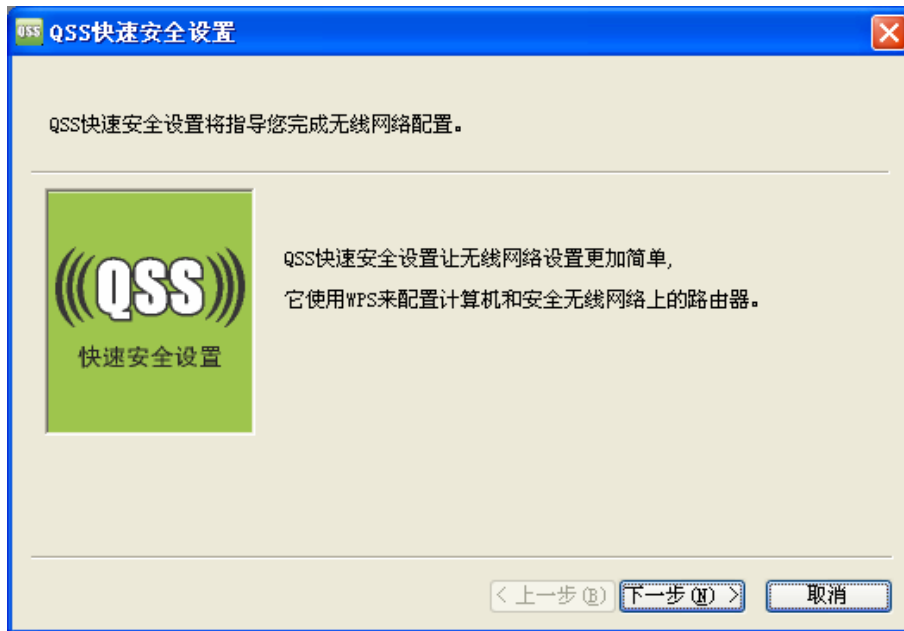 QSS QSS快速安全设置
QSS快速安全设置将指导您完成无线网络配置。
(((QSS)))
快速安全设置
QSS快速安全设置让无线网络设置更加简单,
它使用WPS来配置计算机和安全无线网络上的路由器。
< 上一步(B) 下一步(N) > 取消